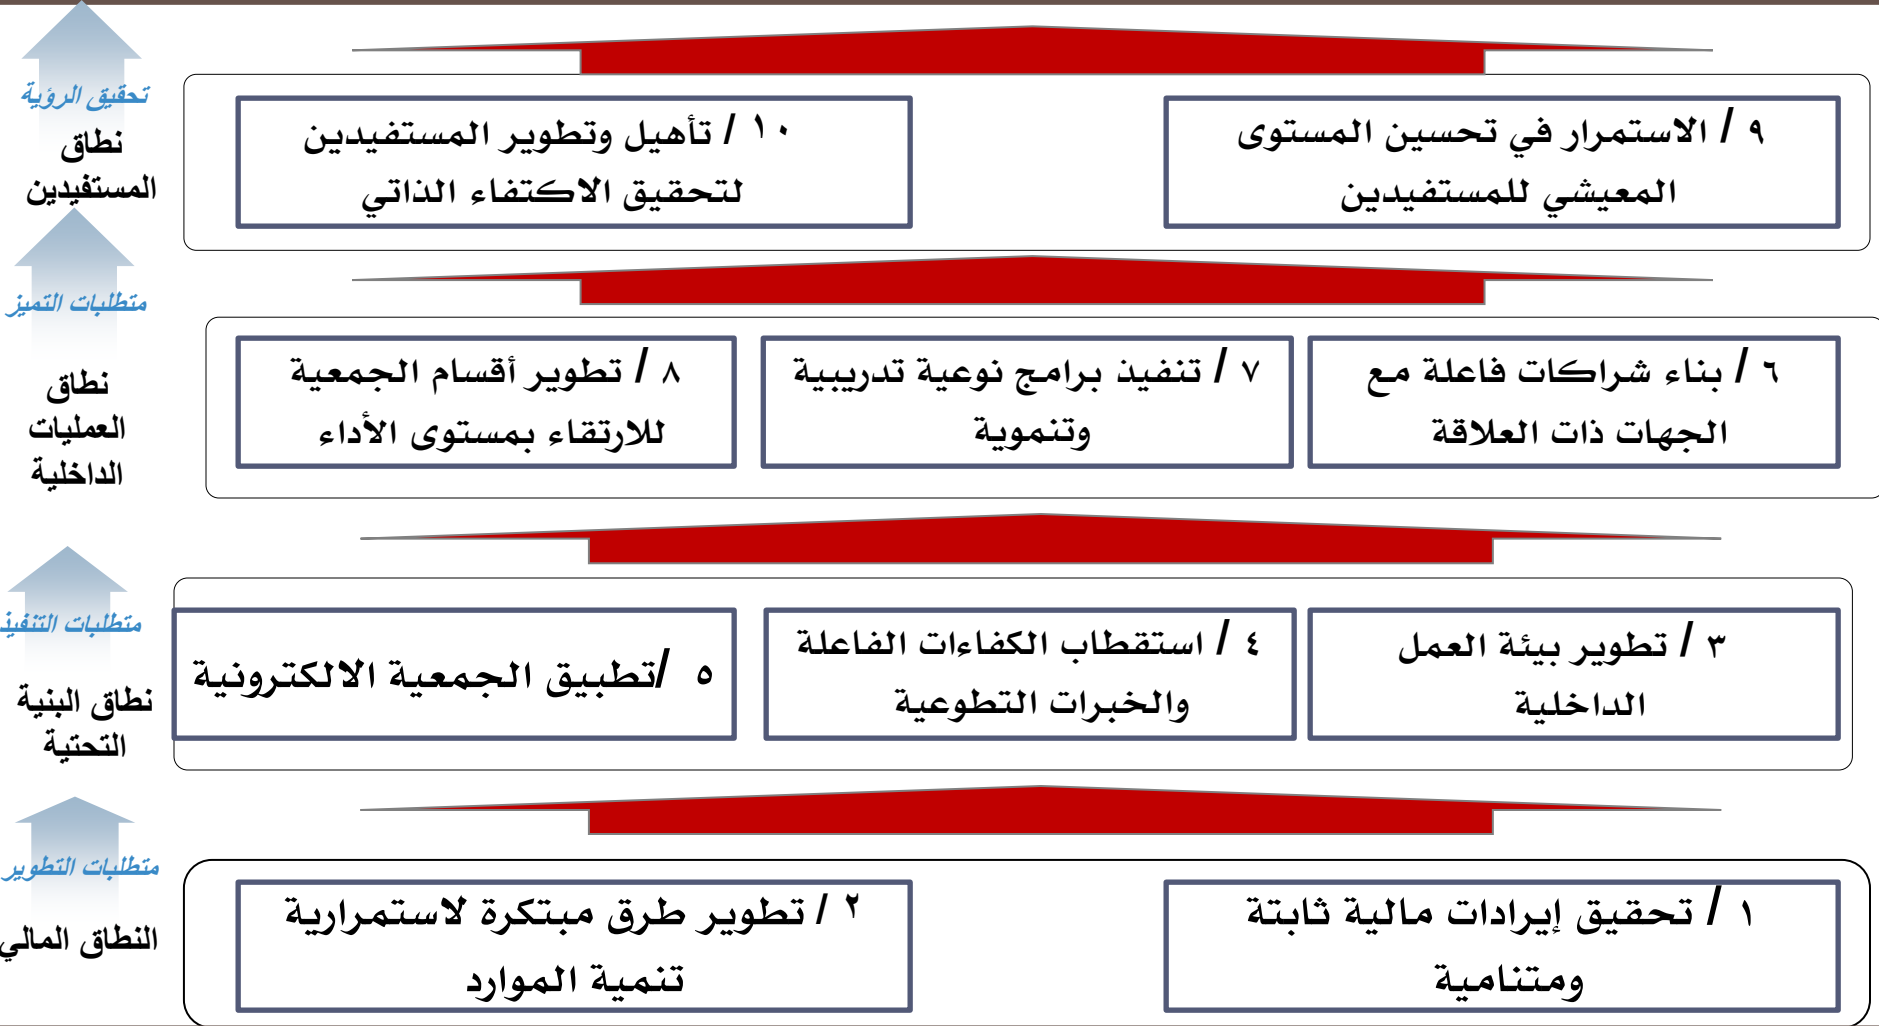 تحقيق الرؤية
نطاق
المستفيدين
٩ / الاستمرار في تحسين المستوى
المعيشي للمستفيدين
١٠ / تأهيل وتطوير المستفيدين
لتحقيق الاكتفاء الذاتي
متطلبات التميز
نطاق
العمليات
الداخلية
٦ / بناء شراكات فاعلة مع
الجهات ذات العلاقة
٧ / تنفيذ برامج نوعية تدريبية
وتنموية
٨ / تطوير أقسام الجمعية
للارتقاء بمستوى الأداء
متطلبات التنفيذ
نطاق البنية
التحتية
٣ / تطوير بيئة العمل
الداخلية
٤ / استقطاب الكفاءات الفاعلة
والخبرات التطوعية
٥ /تطبيق الجمعية الالكترونية
متطلبات التطوير
النطاق المالي
١ / تحقيق إيرادات مالية ثابتة
ومتنامية
٢ / تطوير طرق مبتكرة لاستمرارية
تنمية الموارد